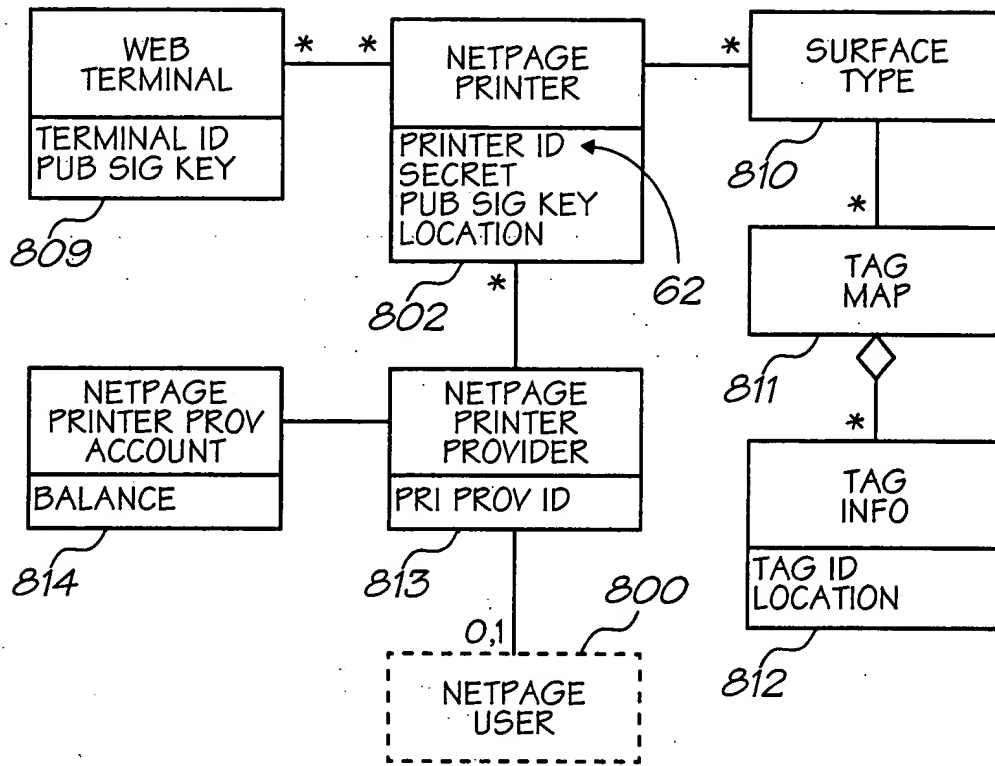 WEB
TERMINAL
TERMINAL ID
PUB SIG KEY
809
*
*
NETPAGE
PRINTER
PRINTER ID
SECRET
PUB SIG KEY
LOCATION
802
62
*
*
SURFACE
TYPE
810
*
TAG
MAP
811
*
TAG
INFO
TAG ID
LOCATION
812
NETPAGE
PRINTER PROV
ACCOUNT
BALANCE
814
NETPAGE
PRINTER
PROVIDER
PRI PROV ID
813
800
0,1
NETPAGE
USER